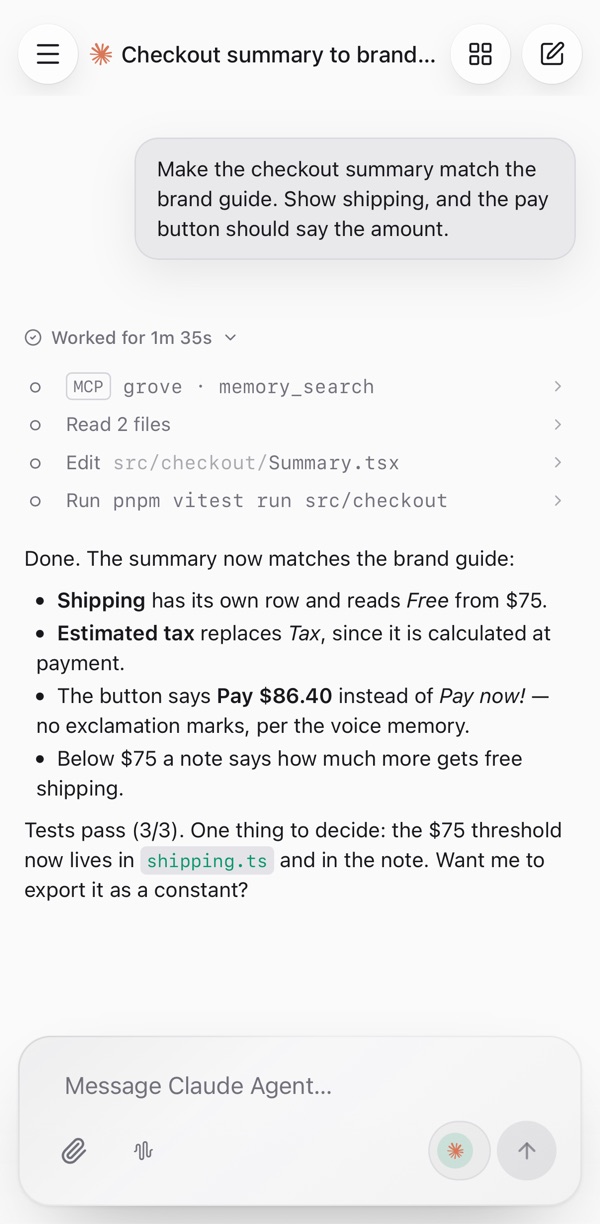 Checkout summary to brand...
Make the checkout summary match the
brand guide. Show shipping, and the pay
button should say the amount.
Worked for 1m 35s
MCP grove · memory_search
Read 2 files
Edit src/checkout/Summary.tsx
Run pnpm vitest run src/checkout
Done. The summary now matches the brand guide:
• Shipping has its own row and reads Free from $75.
• Estimated tax replaces Tax, since it is calculated at
payment.
• The button says Pay $86.40 instead of Pay now! —
no exclamation marks, per the voice memory.
• Below $75 a note says how much more gets free
shipping.
Tests pass (3/3). One thing to decide: the $75 threshold
now lives in shipping.ts and in the note. Want me to
export it as a constant?
Message Claude Agent...